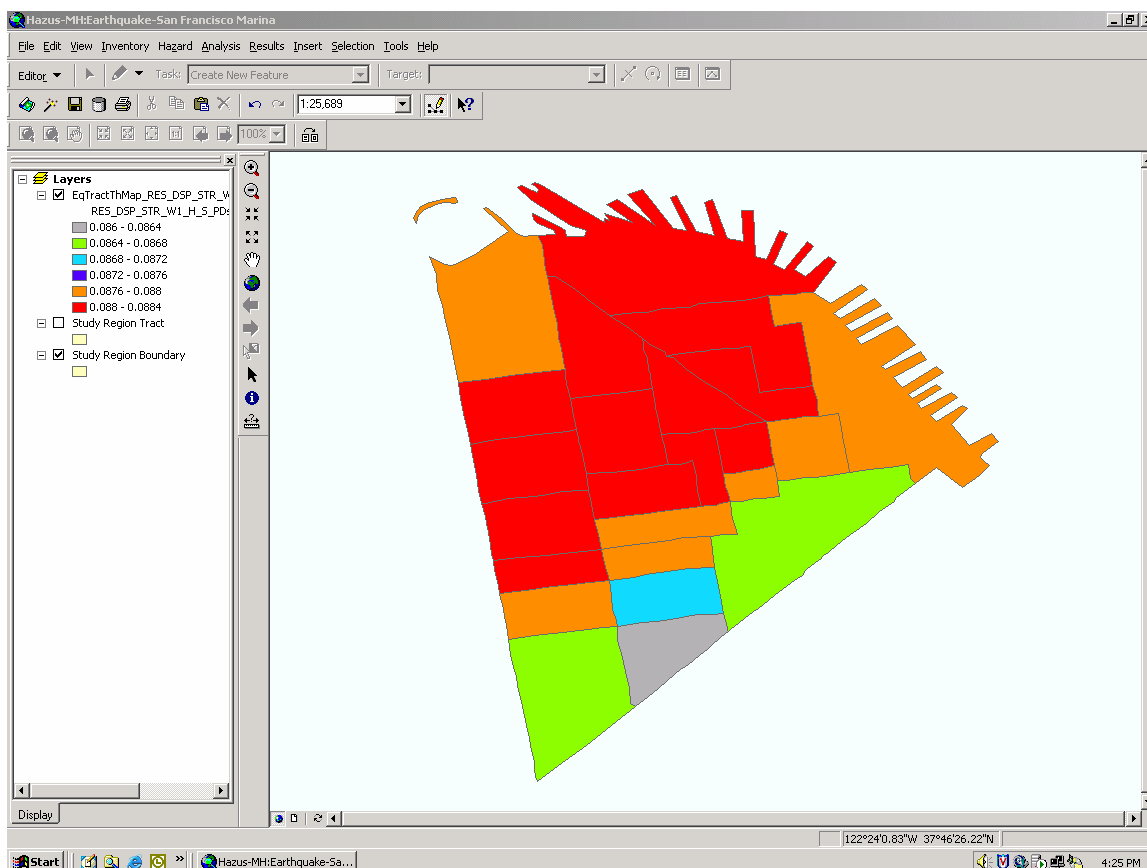 Hazus-MH:Earthquake-San Francisco Marina
File Edit View Inventory Hazard Analysis Results Insert Selection Tools Help
Editor Task: Create New Feature Target:
1:25,689
100%
Layers
EqTractThMap_RES_DSP_STR_W
RES_DSP_STR_W1_H_S_PDs
0.086 - 0.0864
0.0864 - 0.0868
0.0868 - 0.0872
0.0872 - 0.0876
0.0876 - 0.088
0.088 - 0.0884
Study Region Tract
Study Region Boundary
Display
122°24'0.83"W 37°46'26.22"N
Start » Hazus-MH:Earthquake-Sa... 4:25 PM